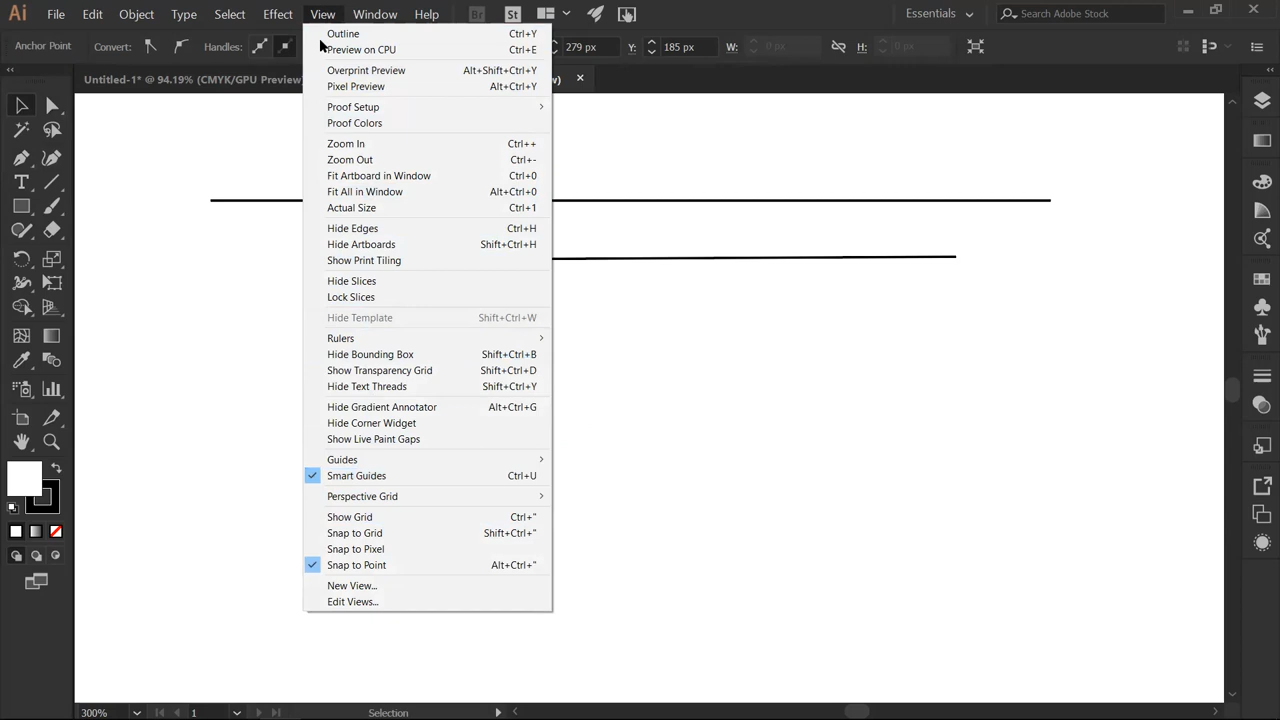 Ai File Edit Object Type Select Effect View Window Help Br St Essentials Search Adobe Stock
Anchor Point Convert: Handles: 279 px Y: 185 px W: 0 px H: 0 px
Untitled-1* @ 94.19% (CMYK/GPU Preview)
Outline Ctrl+Y
Preview on CPU Ctrl+E
Overprint Preview Alt+Shift+Ctrl+Y
Pixel Preview Alt+Ctrl+Y
Proof Setup
Proof Colors
Zoom In Ctrl++
Zoom Out Ctrl+-
Fit Artboard in Window Ctrl+0
Fit All in Window Alt+Ctrl+0
Actual Size Ctrl+1
Hide Edges Ctrl+H
Hide Artboards Shift+Ctrl+H
Show Print Tiling
Hide Slices
Lock Slices
Hide Template Shift+Ctrl+W
Rulers
Hide Bounding Box Shift+Ctrl+B
Show Transparency Grid Shift+Ctrl+D
Hide Text Threads Shift+Ctrl+Y
Hide Gradient Annotator Alt+Ctrl+G
Hide Corner Widget
Show Live Paint Gaps
Guides
Smart Guides Ctrl+U
Perspective Grid
Show Grid Ctrl+"
Snap to Grid Shift+Ctrl+"
Snap to Pixel
Snap to Point Alt+Ctrl+"
New View...
Edit Views...
300% 1 Selection